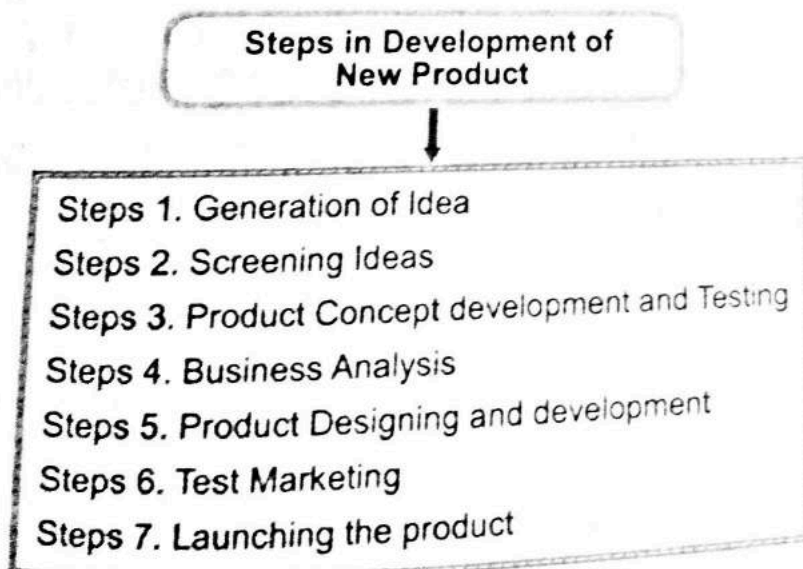 Steps in Development of
New Product
Steps 1. Generation of Idea
Steps 2. Screening Ideas
Steps 3. Product Concept development and Testing
Steps 4. Business Analysis
Steps 5. Product Designing and development
Steps 6. Test Marketing
Steps 7. Launching the product